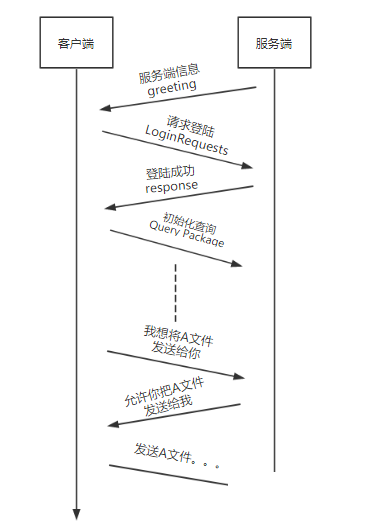 客户端
服务端
服务端信息
greeting
请求登陆
LoginRequests
登陆成功
response
初始化查询
Query Package
我想将A文件
发送给你
允许你把A文件
发送给我
发送A文件。。。